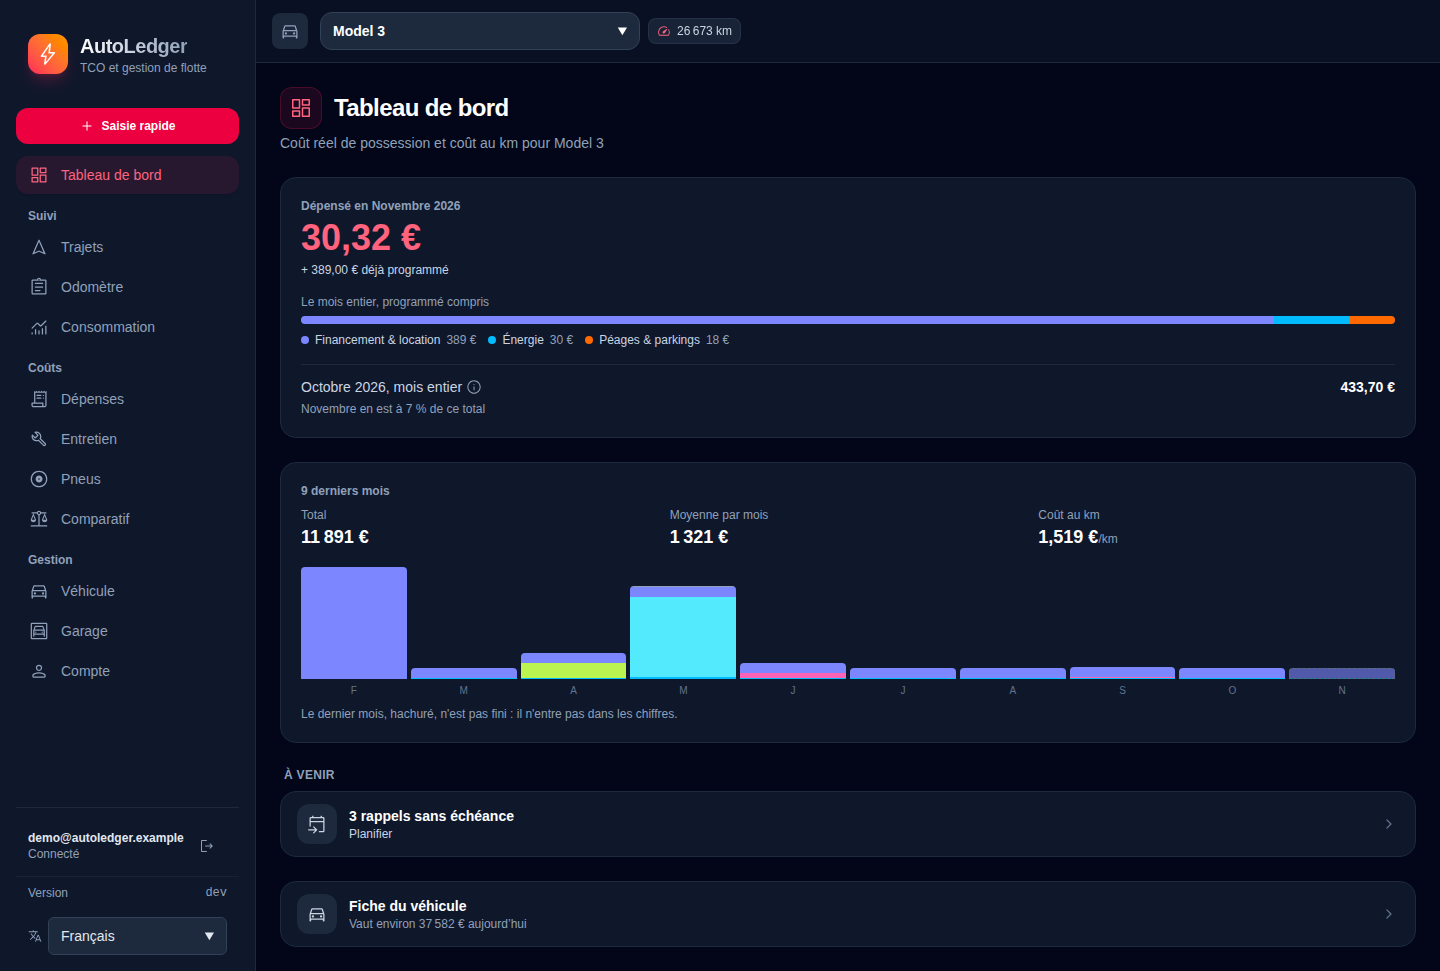 AutoLedger
TCO et gestion de flotte
Saisie rapide
Tableau de bord
Suivi
Trajets
Odomètre
Consommation
Coûts
Dépenses
Entretien
Pneus
Comparatif
Gestion
Véhicule
Garage
Compte
demo@autoledger.example
Connecté
Version dev
Français
Model 3
26 673 km
Tableau de bord
Coût réel de possession et coût au km pour Model 3
Dépensé en Novembre 2026
30,32 €
+ 389,00 € déjà programmé
Le mois entier, programmé compris
Financement & location 389 € Énergie 30 € Péages & parkings 18 €
Octobre 2026, mois entier 433,70 €
Novembre en est à 7 % de ce total
9 derniers mois
Total Moyenne par mois Coût au km
11 891 € 1 321 € 1,519 €/km
F M A M J J A S O N
Le dernier mois, hachuré, n'est pas fini : il n'entre pas dans les chiffres.
À VENIR
3 rappels sans échéance
Planifier
Fiche du véhicule
Vaut environ 37 582 € aujourd'hui